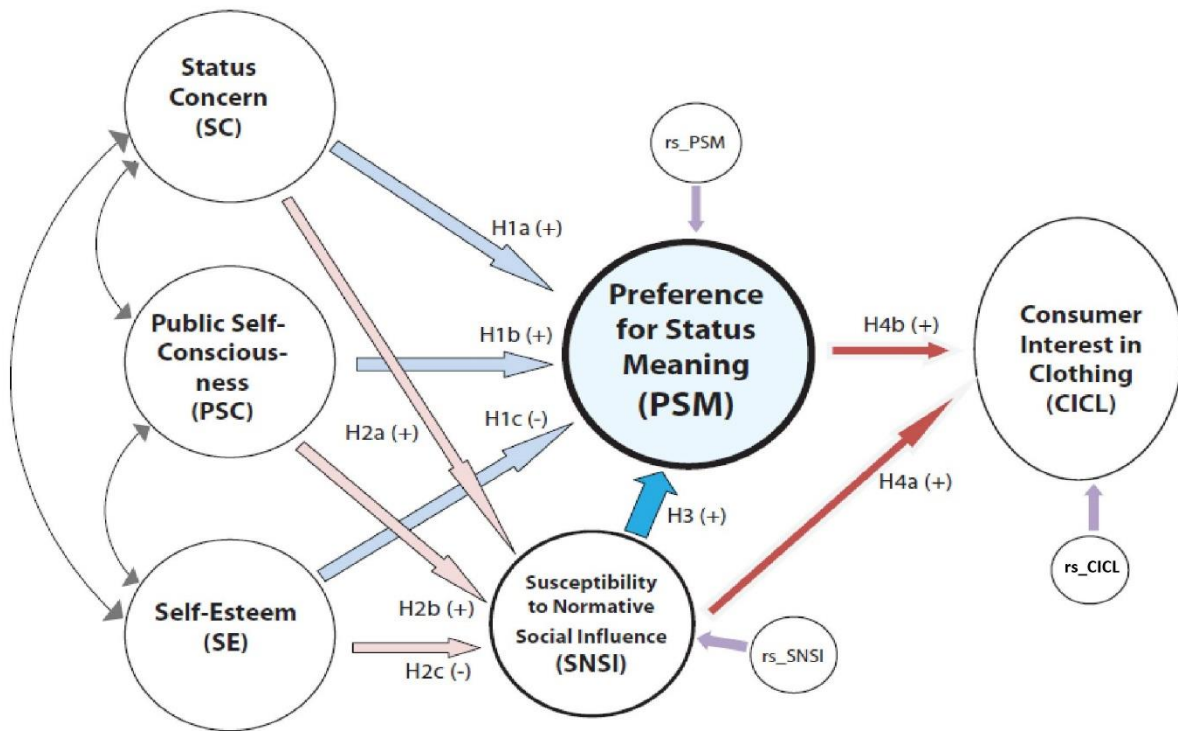 Status
Concern
(SC)
rs_PSM
H1a (+)
Preference
for Status
Meaning
(PSM)
Public Self-
Conscious-
ness
(PSC)
H1b (+)
H4b (+)
Consumer
Interest in
Clothing
(CICL)
H1c (-)
H2a (+)
H4a (+)
H3 (+)
Susceptibility
to Normative
Social Influence
(SNSI)
Self-Esteem
(SE)
H2b (+)
H2c (-)
rs_SNSI
rs_CICL